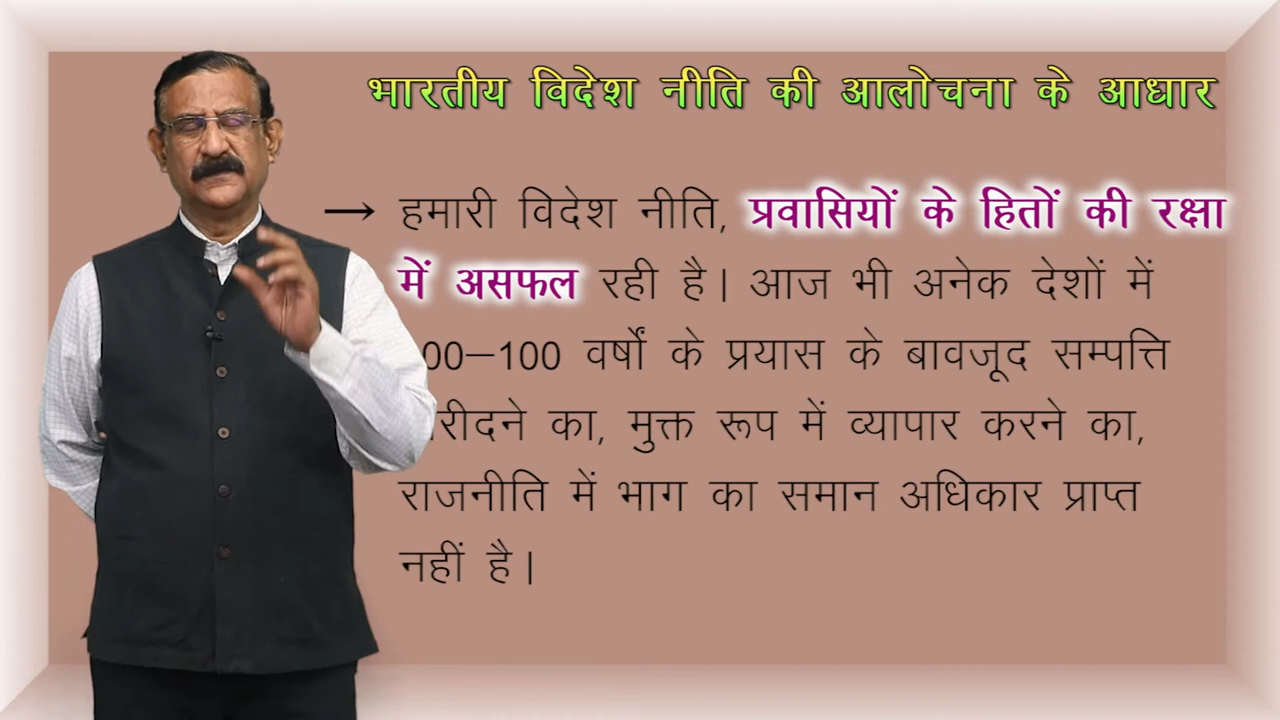 भारतीय विदेश नीति की आलोचना के आधार
→ हमारी विदेश नीति, प्रवासियों के हितों की रक्षा
में असफल रही है। आज भी अनेक देशों में
वर्षों के प्रयास के बावजूद सम्पत्ति
का, मुक्त रूप में व्यापार करने का,
राजनीति में भाग का समान अधिकार प्राप्त
नहीं है।